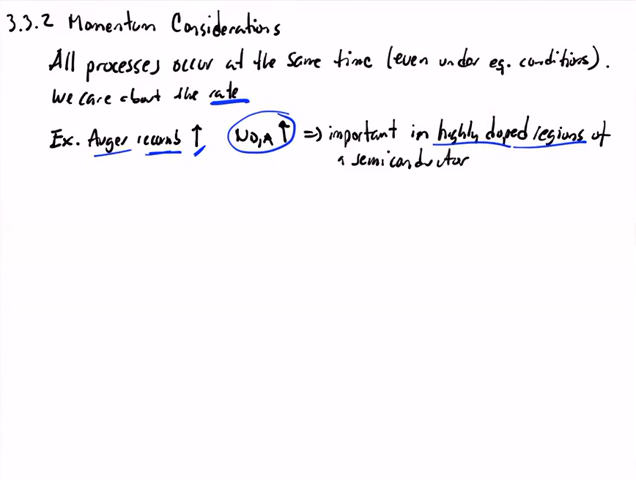 3.3.2 Momentum Considerations
All processes occur at the same time (even under eq. conditions).
We care about the rate
Ex. Auger recomb ↑ ND,A ↑ ⇒ important in highly doped regions of
a semiconductor